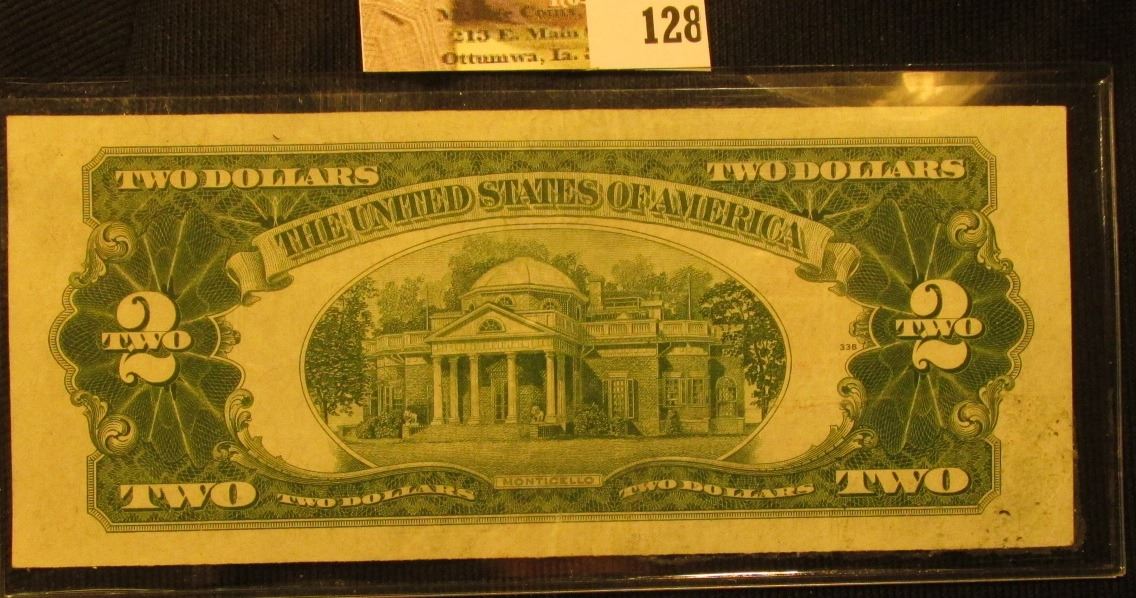 128
215 E. Main
Ottumwa, Ia.
TWO DOLLARS
TWO DOLLARS
THE UNITED STATES OF AMERICA
2
TWO
2
TWO
338
MONTICELLO
TWO
TWO DOLLARS
TWO DOLLARS
TWO